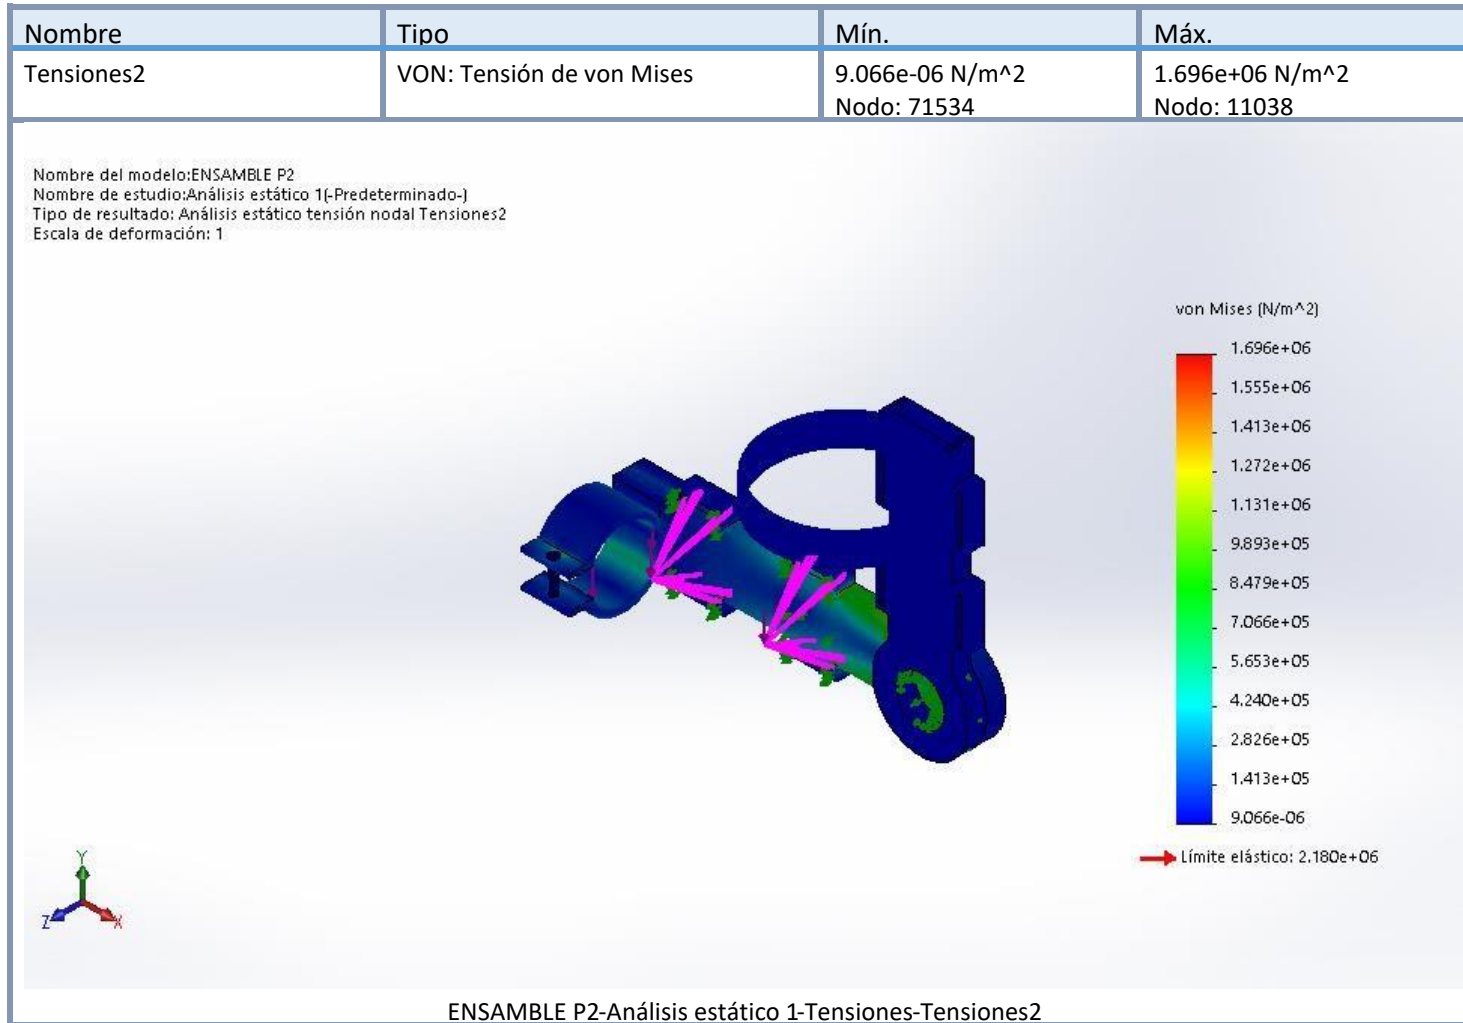 Nombre Tipo Mín. Máx.
Tensiones2 VON: Tensión de von Mises 9.066e-06 N/m^2 1.696e+06 N/m^2
Nodo: 71534 Nodo: 11038
Nombre del modelo:ENSAMBLE P2
Nombre de estudio:Análisis estático 1(-Predeterminado-)
Tipo de resultado: Análisis estático tensión nodal Tensiones2
Escala de deformación: 1
von Mises (N/m^2)
1.696e+06
1.555e+06
1.413e+06
1.272e+06
1.131e+06
9.893e+05
8.479e+05
7.066e+05
5.653e+05
4.240e+05
2.826e+05
1.413e+05
9.066e-06
Límite elástico: 2.180e+06
Y
Z X
ENSAMBLE P2-Análisis estático 1-Tensiones-Tensiones2